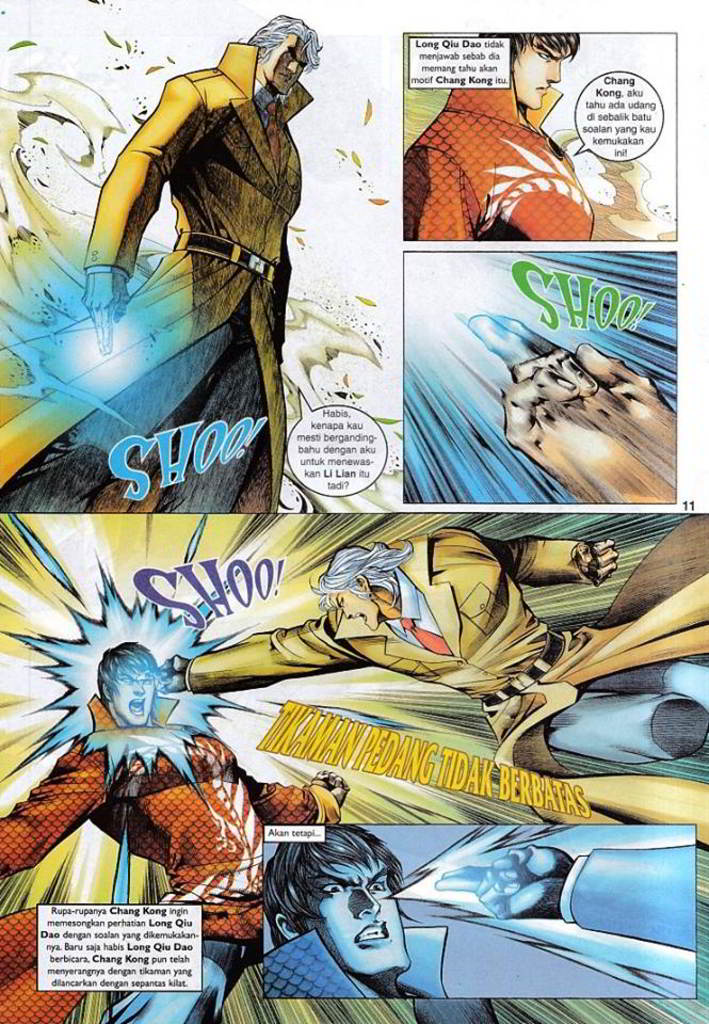 Long Qiu Dao tidak
menjawab sebab dia
memang tahu akan
motif Chang Kong itu.
Chang
Kong, aku
tahu ada udang
di sebalik batu
soalan yang kau
kemukakan
ini!
SHOO!
Habis,
kenapa kau
mesti berganding-
bahu dengan aku
untuk menewas-
kan Li Lian itu
tadi?
SHOO!
11
SHOO!
TIKAMAN PEDANG TIDAK BERBATAS
Akan tetapi...
Rupa-rupanya Chang Kong ingin
memesongkan perhatian Long Qiu
Dao dengan soalan yang dikemukakan-
nya. Baru saja habis Long Qiu Dao
berbicara, Chang Kong pun telah
menyerangnya dengan tikaman yang
dilancarkan dengan sepantas kilat.